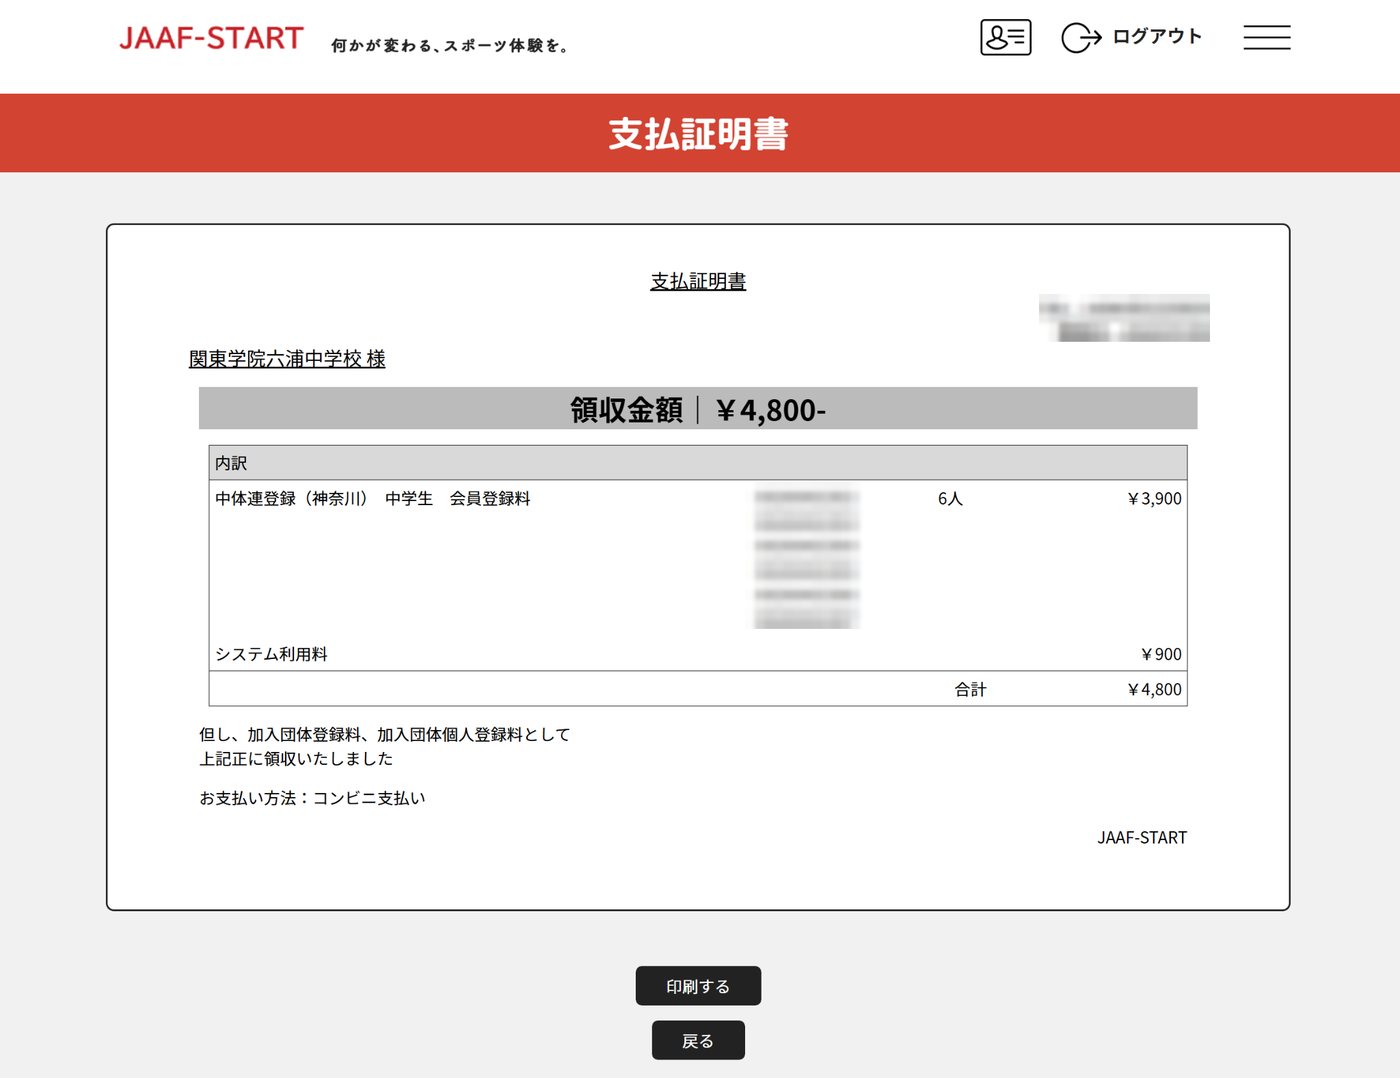 JAAF-START 何かが変わる、スポーツ体験を。 ログアウト
支払証明書
支払証明書
関東学院六浦中学校 様
領収金額｜￥4,800-
内訳
中体連登録（神奈川）　中学生　会員登録料 6人 ￥3,900
システム利用料 ￥900
合計 ￥4,800
但し、加入団体登録料、加入団体個人登録料として
上記正に領収いたしました
お支払い方法：コンビニ支払い
JAAF-START
印刷する
戻る